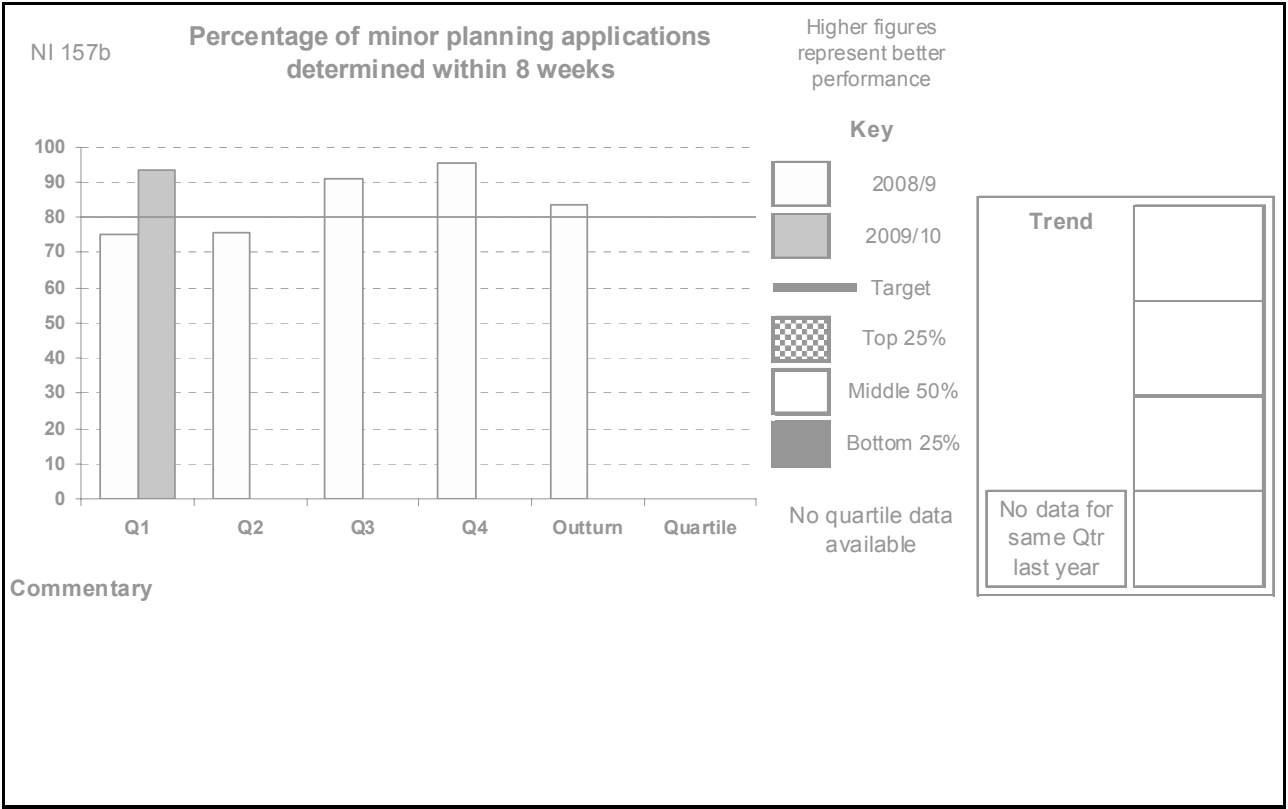 NI 157b
Percentage of minor planning applications
determined within 8 weeks
Higher figures
represent better
performance
Key
2008/9
2009/10
Target
Top 25%
Middle 50%
Bottom 25%
No quartile data
available
100
90
80
70
60
50
40
30
20
10
0
Q1
Q2
Q3
Q4
Outturn
Quartile
Trend
No data for
same Qtr
last year
Commentary